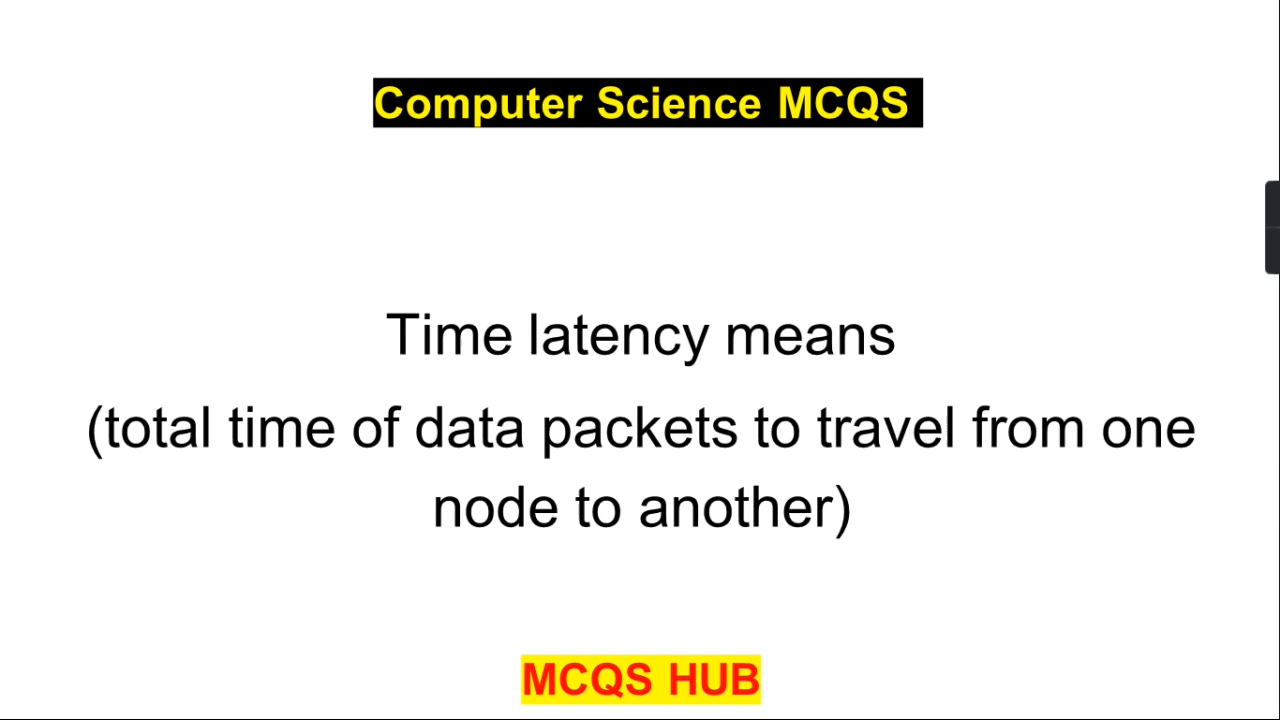 Computer Science MCQS
Time latency means
(total time of data packets to travel from one
node to another)
MCQS HUB